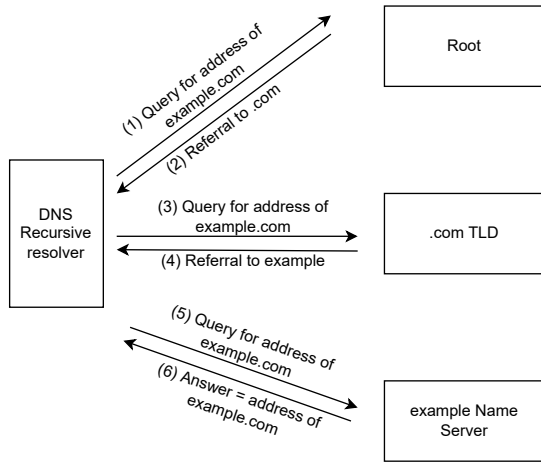 Root
(1) Query for address of
example.com
(2) Referral to .com
DNS
Recursive
resolver
(3) Query for address of
example.com
(4) Referral to example
.com TLD
(5) Query for address of
example.com
(6) Answer = address of
example.com
example Name
Server